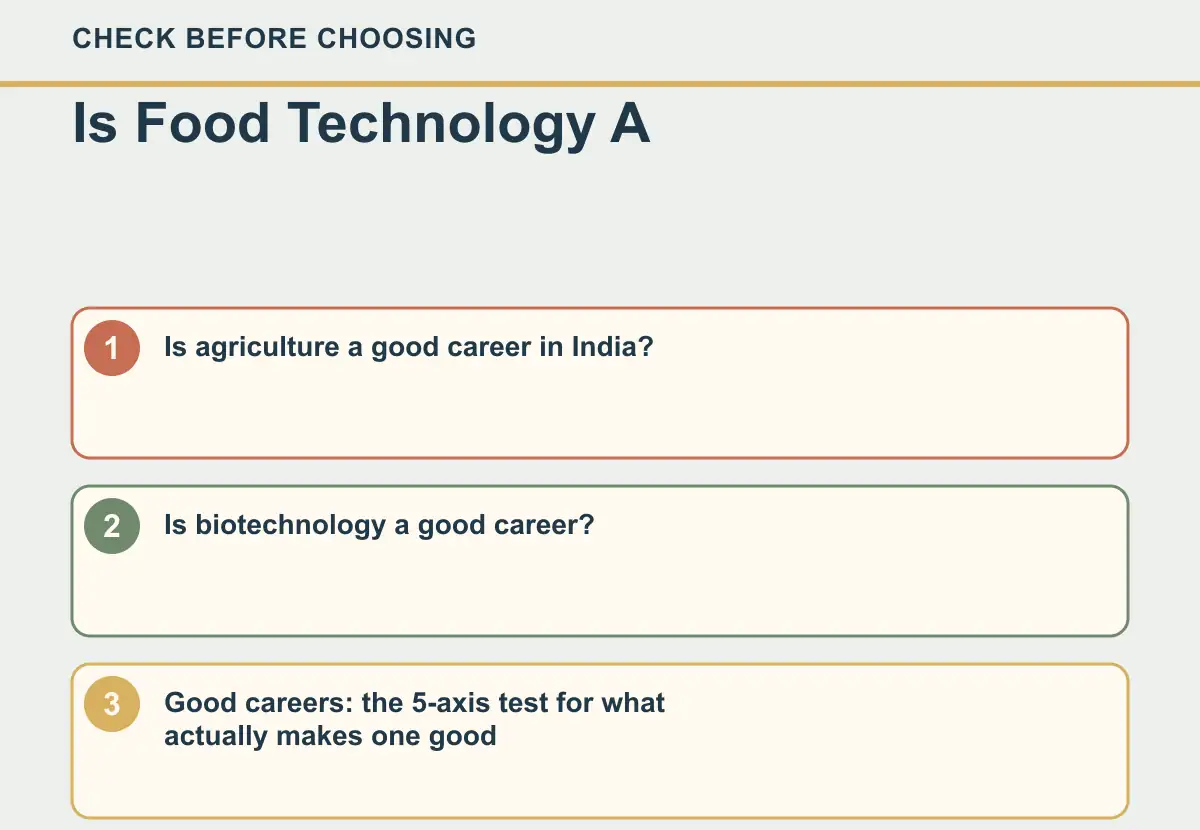 CHECK BEFORE CHOOSING
Is Food Technology A
1
Is agriculture a good career in India?
2
Is biotechnology a good career?
3
Good careers: the 5-axis test for what
actually makes one good